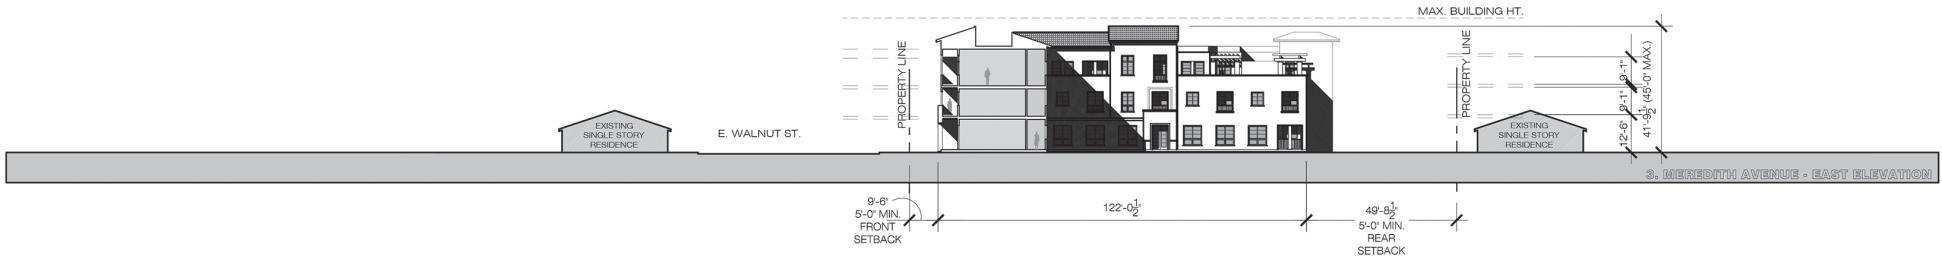 MAX. BUILDING HT.
PROPERTY LINE
PROPERTY LINE
9'-1"
9'-1"
12'-6"
41'-9½" (45'-0" MAX.)
EXISTING
SINGLE STORY
RESIDENCE
E. WALNUT ST.
EXISTING
SINGLE STORY
RESIDENCE
3. MEREDITH AVENUE - EAST ELEVATION
9'-6"
5'-0" MIN.
FRONT
SETBACK
122'-0½"
49'-8½"
5'-0" MIN.
REAR
SETBACK